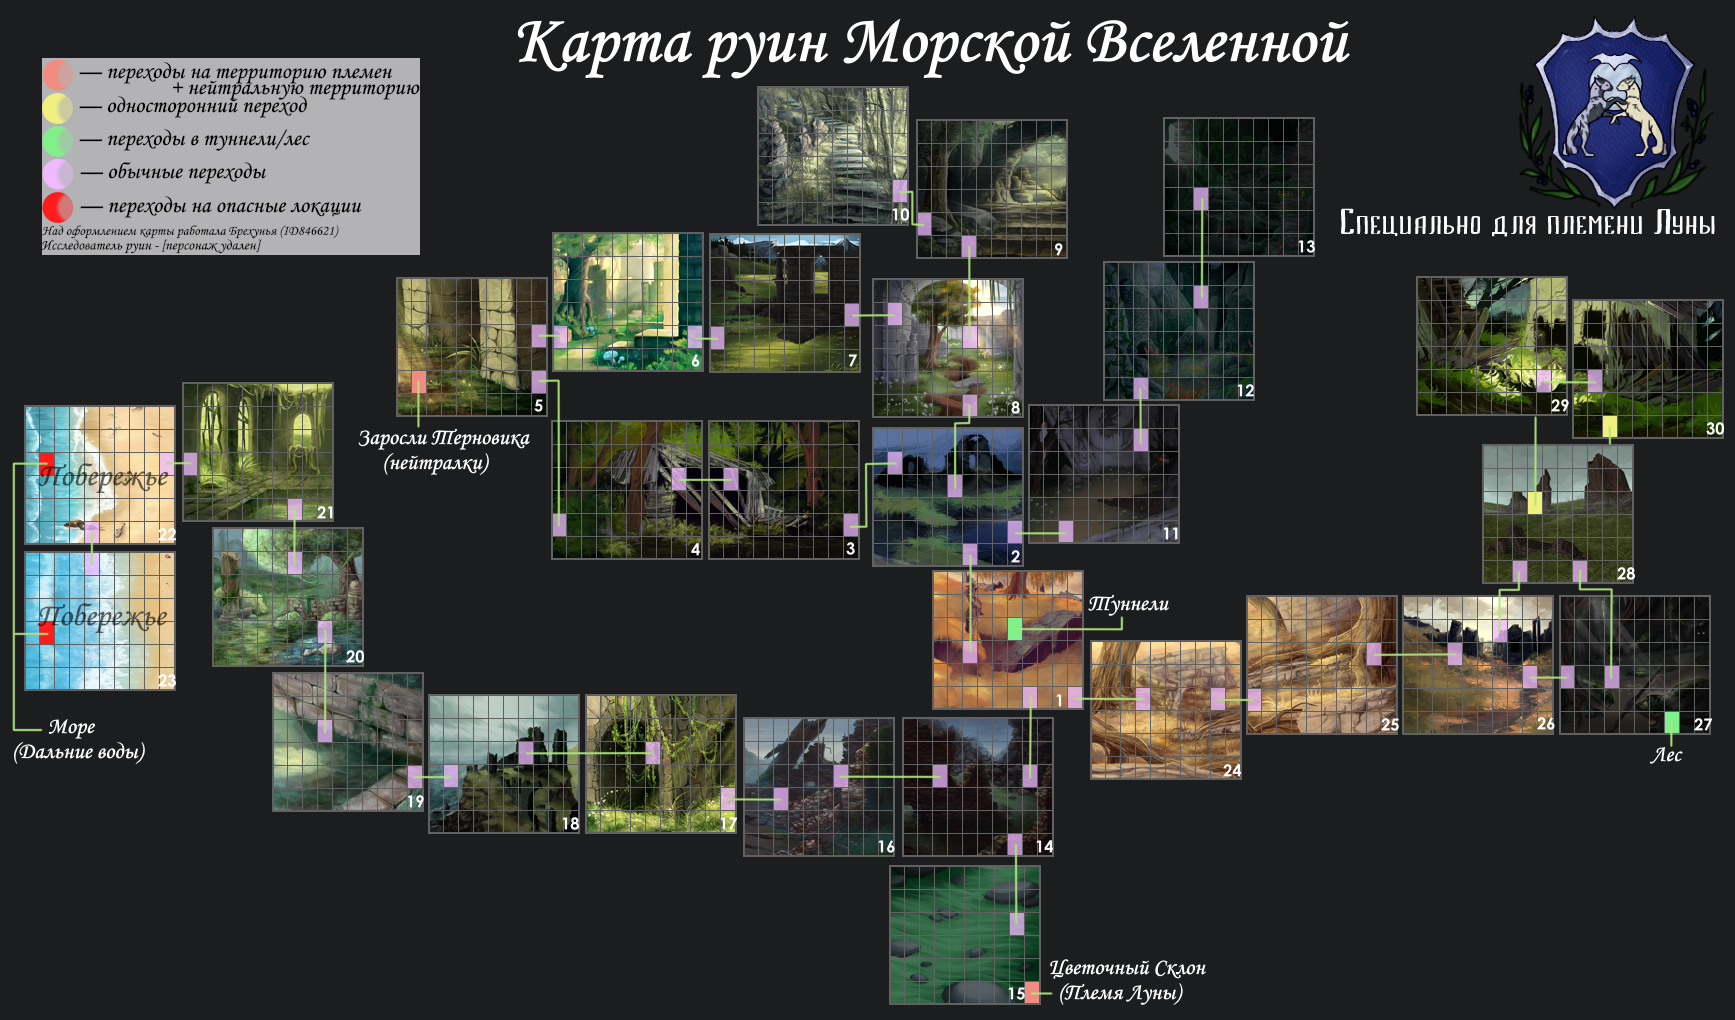 Карта руин Морской Вселенной
— переходы на территорию племен
+ нейтральную территорию
— односторонний переход
— переходы в туннели/лес
— обычные переходы
— переходы на опасные локации
Над оформлением карты работала Брехунья (ID846621)
Исследователь руин - [персонаж удален]
Специально для племени Луны
10
9
13
6
7
12
5
8
29
30
Заросли Терновика
(нейтралки)
Побережье
22
21
4
3
2
11
28
Побережье
23
20
Туннели
1
Море
(Дальние воды)
19
18
17
16
14
24
25
26
27
Лес
15
Цветочный Склон
(Племя Луны)